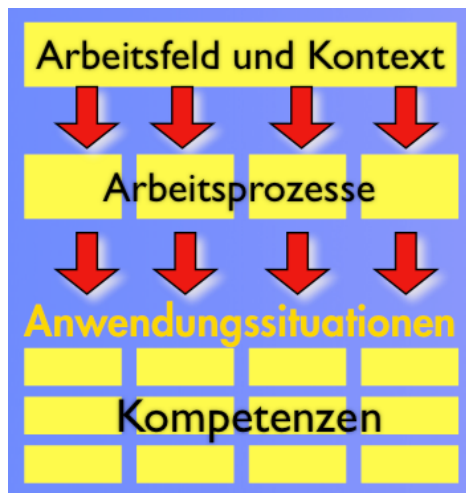 Arbeitsfeld und Kontext
Arbeitsprozesse
Anwendungssituationen
Kompetenzen